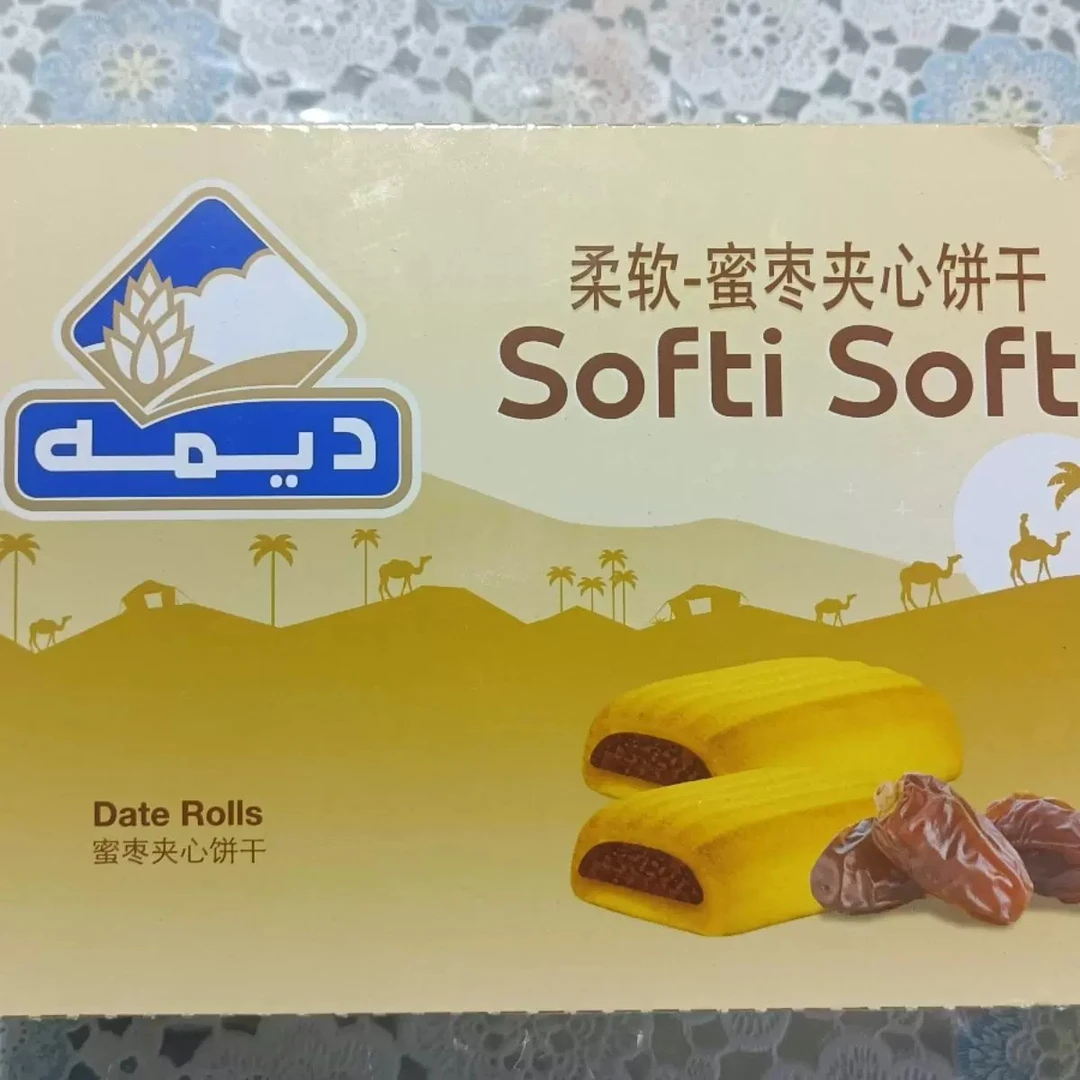 ديمه
柔软-蜜枣夹心饼干
Softi Soft
Date Rolls
蜜枣夹心饼干